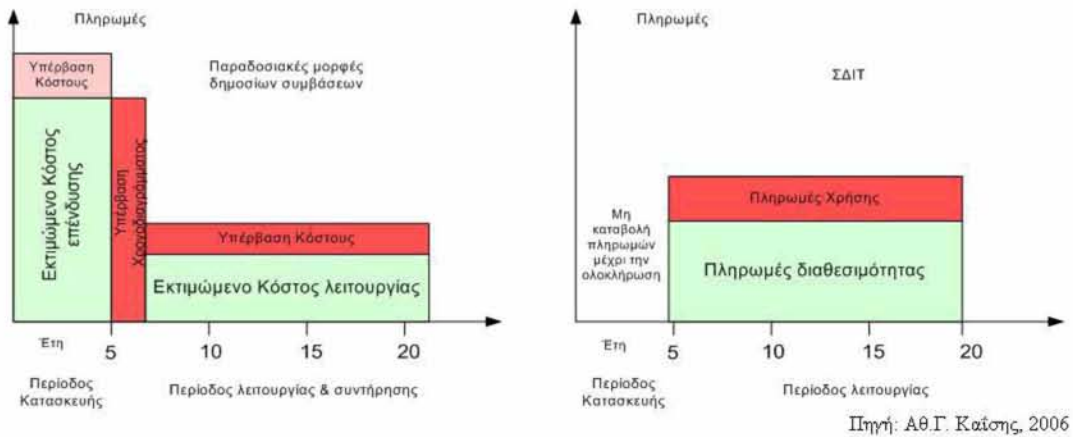 Πληρωμές
Υπέρβαση
Κόστους
Παραδοσιακές μορφές
δημοσίων συμβάσεων
Εκτιμώμενο Κόστος
επένδυσης
Υπέρβαση
Χρονοδιαγράμματος
Υπέρβαση Κόστους
Εκτιμώμενο Κόστος λειτουργίας
Έτη
5
10
15
20
Περίοδος
Κατασκευής
Περίοδος λειτουργίας & συντήρησης
Πληρωμές
ΣΔΙΤ
Μη
καταβολή
πληρωμών
μέχρι την
ολοκλήρωση
Πληρωμές Χρήσης
Πληρωμές διαθεσιμότητας
Έτη
5
10
15
20
Περίοδος
Κατασκευής
Περίοδος λειτουργίας
Πηγή: Αθ.Γ. Καΐσης, 2006